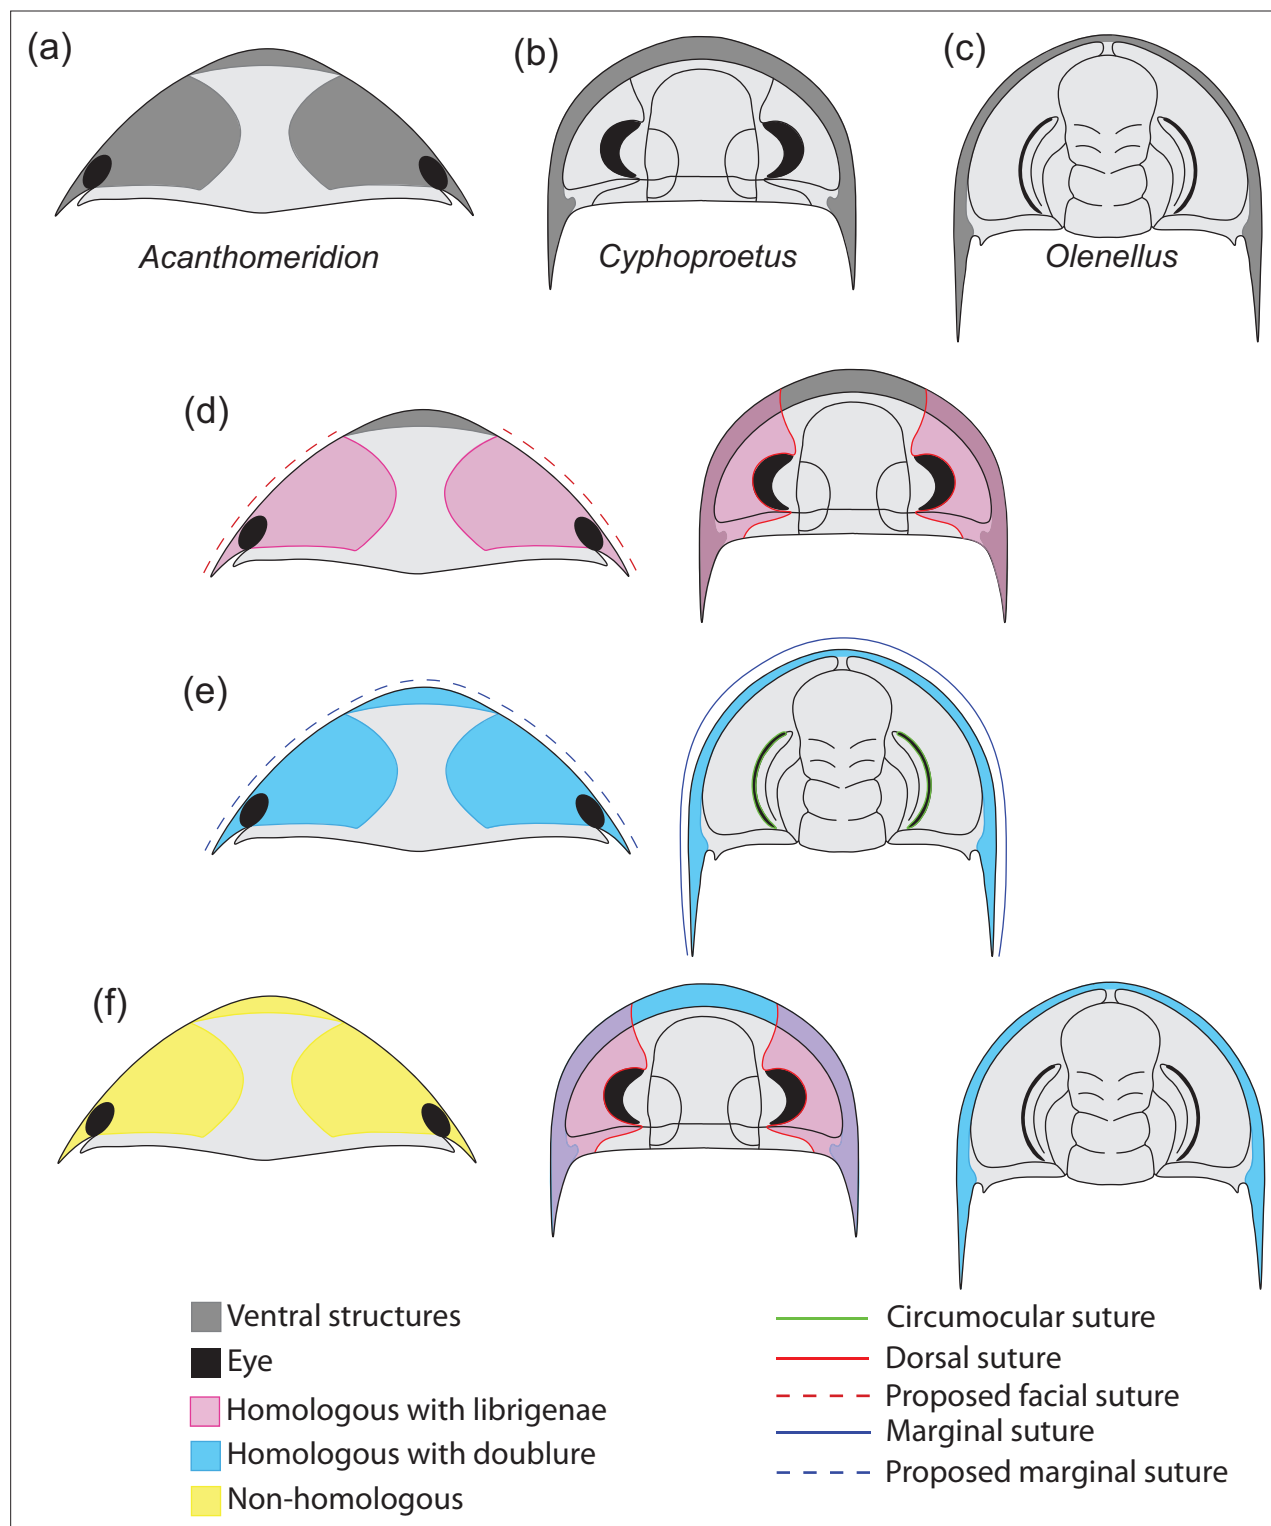 (a)
(b)
(c)
Acanthomeridion
Cyphoproetus
Olenellus
(d)
(e)
(f)
Ventral structures
Eye
Homologous with librigenae
Homologous with doublure
Non-homologous
Circumocular suture
Dorsal suture
Proposed facial suture
Marginal suture
Proposed marginal suture